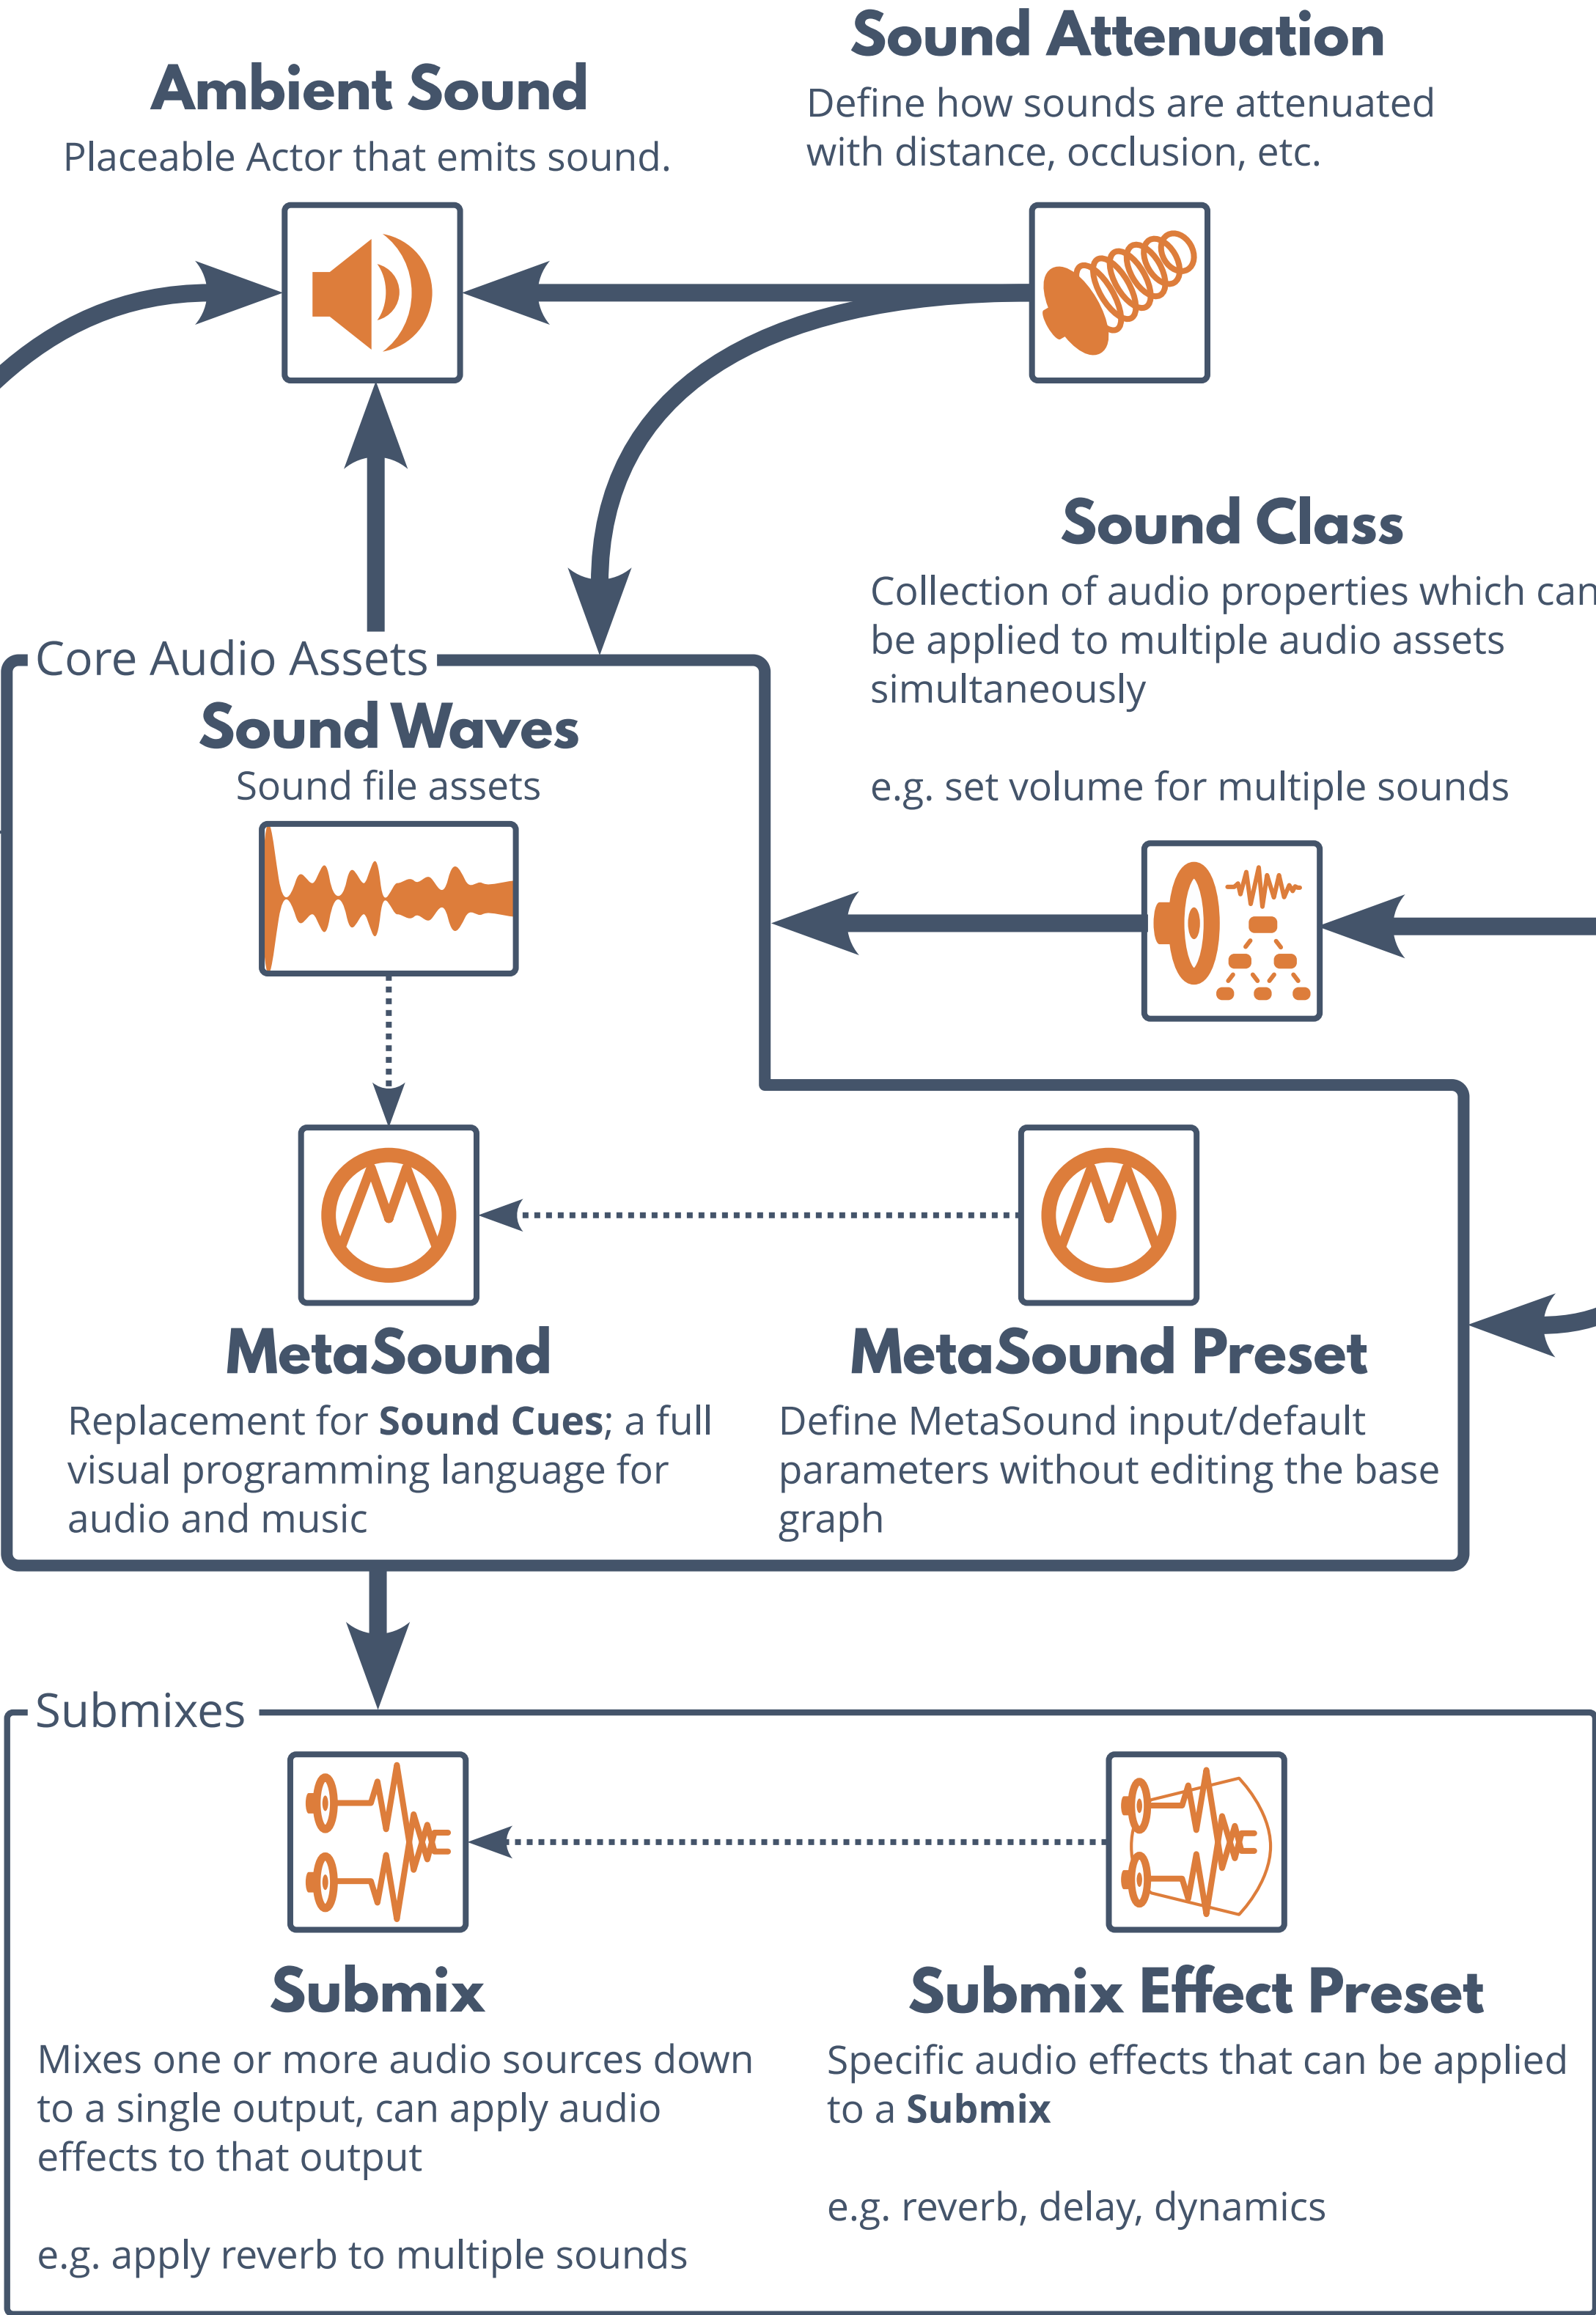 Ambient Sound
Placeable Actor that emits sound.
Sound Attenuation
Define how sounds are attenuated
with distance, occlusion, etc.
Sound Class
Collection of audio properties which can
be applied to multiple audio assets
simultaneously
e.g. set volume for multiple sounds
Core Audio Assets
Sound Waves
Sound file assets
MetaSound
Replacement for Sound Cues; a full
visual programming language for
audio and music
MetaSound Preset
Define MetaSound input/default
parameters without editing the base
graph
Submixes
Submix
Mixes one or more audio sources down
to a single output, can apply audio
effects to that output
e.g. apply reverb to multiple sounds
Submix Effect Preset
Specific audio effects that can be applied
to a Submix
e.g. reverb, delay, dynamics